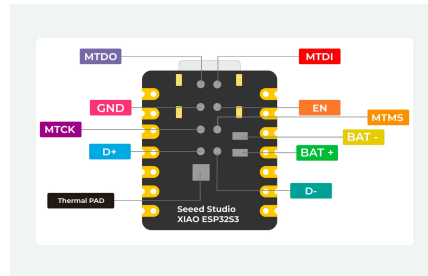 MTDO
MTDI
GND
EN
MTMS
MTCK
BAT -
D+
BAT +
D-
Thermal PAD
Seeed Studio
XIAO ESP32S3